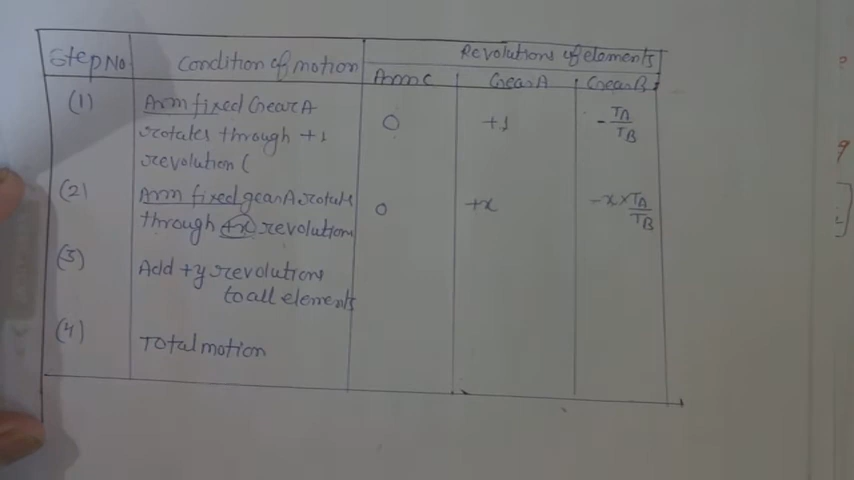 Step No Condition of motion Revolutions of elements
Arm C Gear A Gear B
(1) Arm fixed Gear A
rotates through +1 0 +1 -TA/TB
revolution (
(2) Arm fixed gear A rotate
through +x revolutions 0 +x -x × TA/TB
(3) Add +y revolutions
to all elements
(4) Total motion